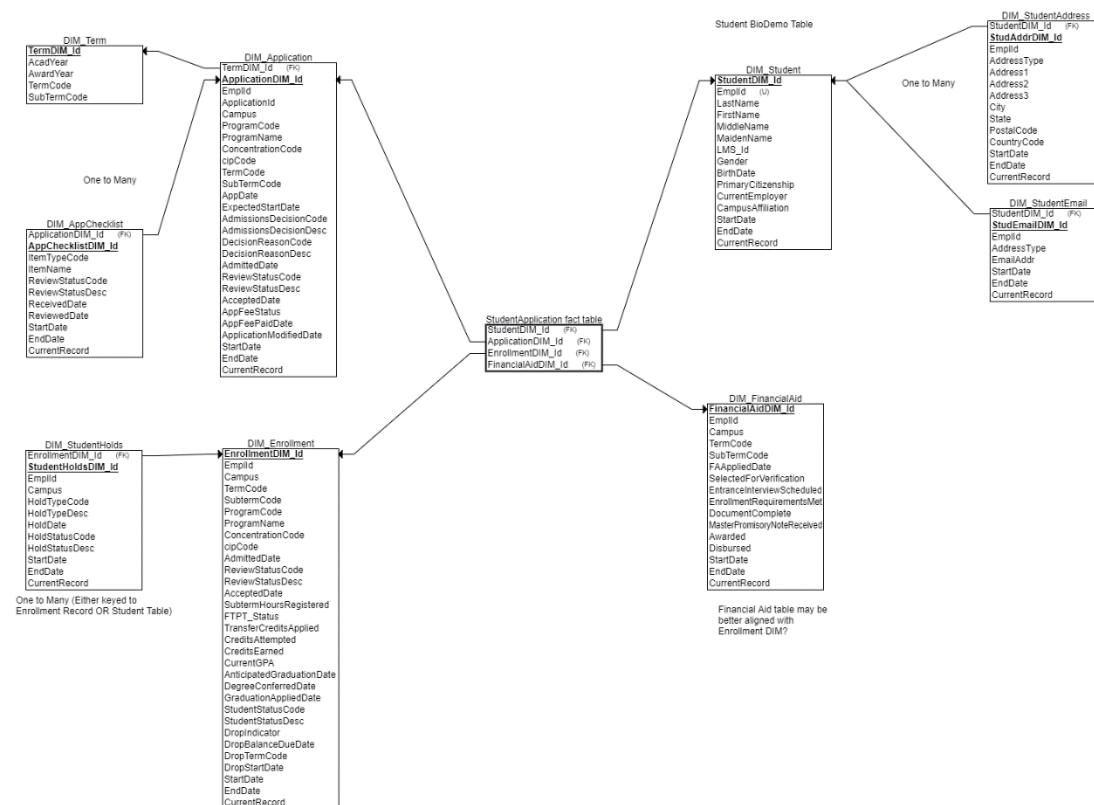 DIM_Term
TermDIM_Id
AcadYear
AwardYear
TermCode
SubTermCode
DIM_Application
TermDIM_Id (FK)
ApplicationDIM_Id
EmplId
ApplicationId
Campus
ProgramCode
ProgramName
ConcentrationCode
cipCode
TermCode
SubTermCode
AppDate
ExpectedStartDate
AdmissionsDecisionCode
AdmissionsDecisionDesc
DecisionReasonCode
DecisionReasonDesc
AdmittedDate
ReviewStatusCode
ReviewStatusDesc
AcceptedDate
AppFeeStatus
AppFeePaidDate
ApplicationModifiedDate
StartDate
EndDate
CurrentRecord
One to Many
DIM_AppChecklist
ApplicationDIM_Id (FK)
AppChecklistDIM_Id
ItemTypeCode
ItemName
ReviewStatusCode
ReviewStatusDesc
ReceivedDate
ReviewedDate
StartDate
EndDate
CurrentRecord
Student BioDemo Table
DIM_Student
StudentDIM_Id
EmplId (U)
LastName
FirstName
MiddleName
MaidenName
LMS_Id
Gender
BirthDate
PrimaryCitizenship
CurrentEmployer
CampusAffiliation
StartDate
EndDate
CurrentRecord
One to Many
DIM_StudentAddress
StudentDIM_Id (FK)
StudAddrDIM_Id
EmplId
AddressType
Address1
Address2
Address3
City
State
PostalCode
CountryCode
StartDate
EndDate
CurrentRecord
DIM_StudentEmail
StudentDIM_Id (FK)
StudEmailDIM_Id
EmplId
AddressType
EmailAddr
StartDate
EndDate
CurrentRecord
StudentApplication fact table
StudentDIM_Id (FK)
ApplicationDIM_Id (FK)
EnrollmentDIM_Id (FK)
FinancialAidDIM_Id (FK)
DIM_StudentHolds
EnrollmentDIM_Id (FK)
StudentHoldsDIM_Id
EmplId
Campus
HoldTypeCode
HoldTypeDesc
HoldDate
HoldStatusCode
HoldStatusDesc
StartDate
EndDate
CurrentRecord
One to Many (Either keyed to
Enrollment Record OR Student Table)
DIM_Enrollment
EnrollmentDIM_Id
EmplId
Campus
TermCode
SubtermCode
ProgramCode
ProgramName
ConcentrationCode
cipCode
AdmittedDate
ReviewStatusCode
ReviewStatusDesc
AcceptedDate
SubtermHoursRegistered
FTPT_Status
TransferCreditsApplied
CreditsAttempted
CreditsEarned
CurrentGPA
AnticipatedGraduationDate
DegreeConferredDate
GraduationAppliedDate
StudentStatusCode
StudentStatusDesc
DropIndicator
DropBalanceDueDate
DropTermCode
DropStartDate
StartDate
EndDate
CurrentRecord
DIM_FinancialAid
FinancialAidDIM_Id
EmplId
Campus
TermCode
SubTermCode
FAAppliedDate
SelectedForVerification
EntranceInterviewScheduled
EnrollmentRequirementsMet
DocumentComplete
MasterPromisoryNoteReceived
Awarded
Disbursed
StartDate
EndDate
CurrentRecord
Financial Aid table may be
better aligned with
Enrollment DIM?